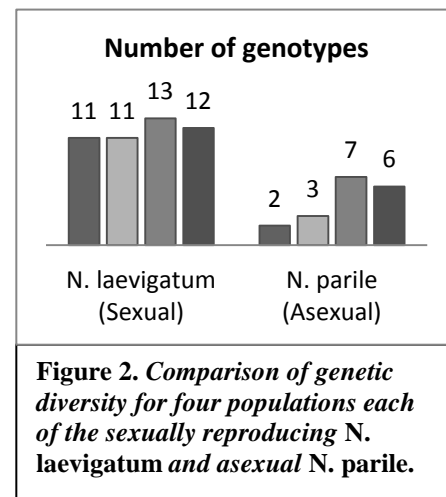 Number of genotypes
11 11 13 12
2 3 7 6
N. laevigatum N. parile
(Sexual) (Asexual)
Figure 2. Comparison of genetic
diversity for four populations each
of the sexually reproducing N.
laevigatum and asexual N. parile.